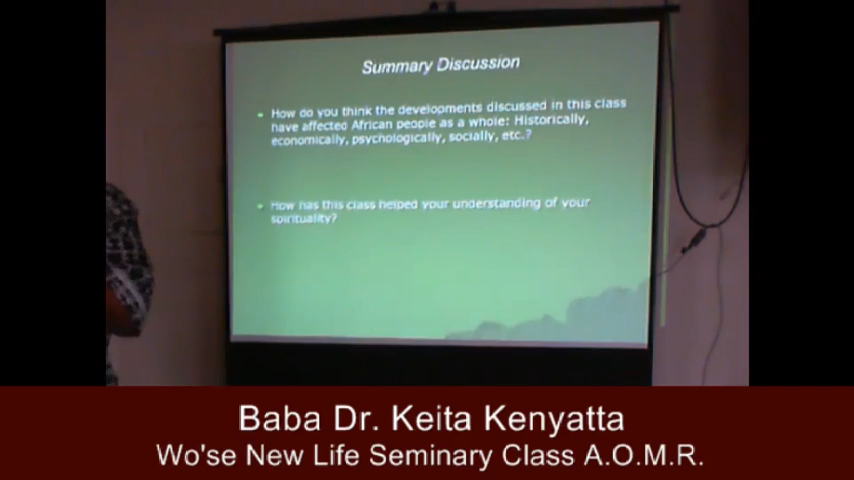 Summary Discussion
How do you think the developments discussed in this class
have affected African people as a whole: Historically,
economically, psychologically, socially, etc.?
How has this class helped your understanding of your
spirituality?
Baba Dr. Keita Kenyatta
Wo'se New Life Seminary Class A.O.M.R.